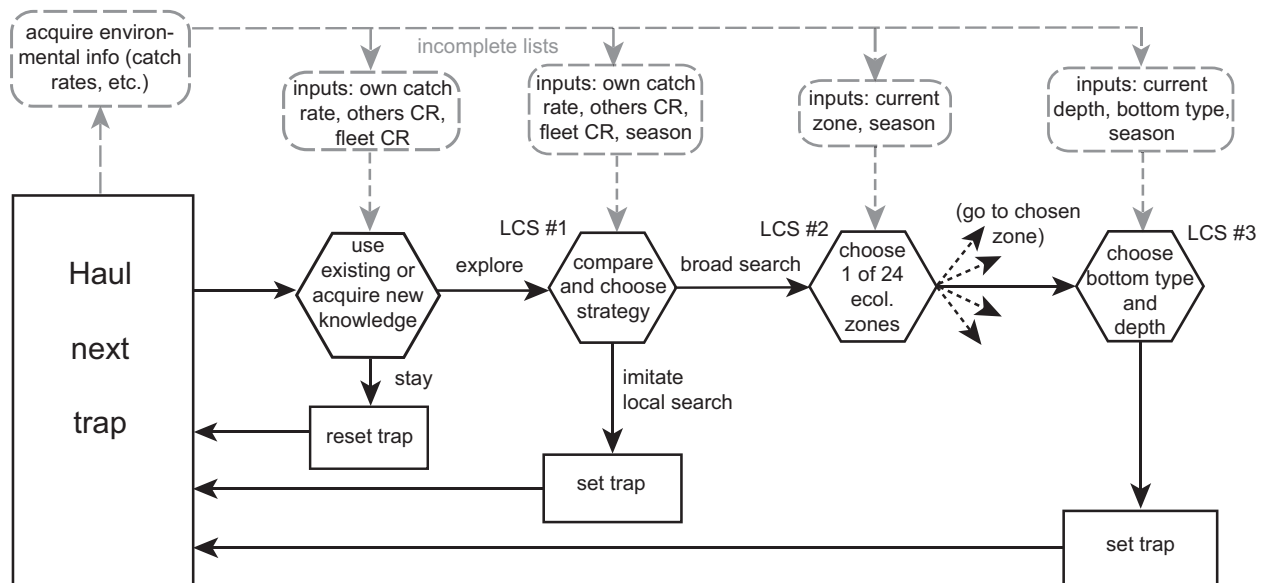 acquire environ-
mental info (catch
rates, etc.)
incomplete lists
inputs: own catch
rate, others CR,
fleet CR
inputs: own catch
rate, others CR,
fleet CR, season
inputs: current
zone, season
inputs: current
depth, bottom type,
season
Haul
next
trap
use
existing or
acquire new
knowledge
explore
LCS #1
compare
and choose
strategy
broad search
LCS #2
choose
1 of 24
ecol.
zones
(go to chosen
zone)
LCS #3
choose
bottom type
and
depth
stay
reset trap
imitate
local search
set trap
set trap